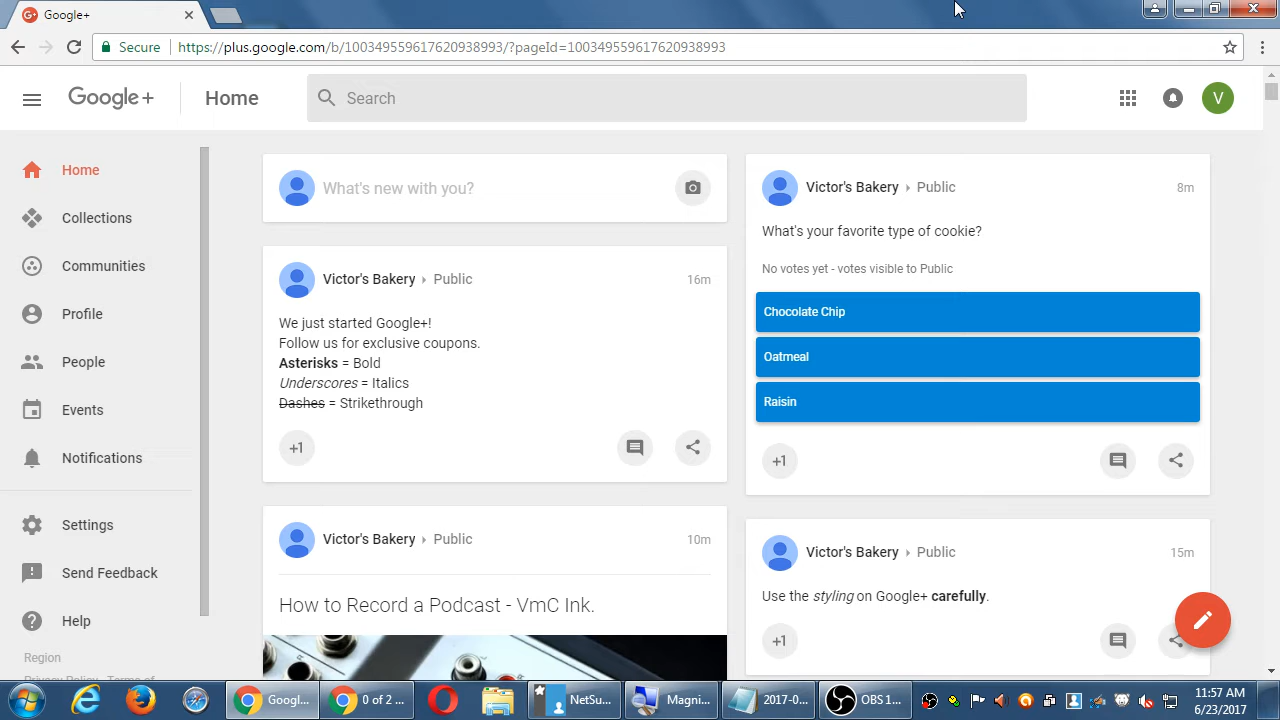 Google+
Secure
https://plus.google.com/b/100349559617620938993/?pageId=100349559617620938993
Google+
Home
Search
V
Home
Collections
Communities
Profile
People
Events
Notifications
Settings
Send Feedback
Help
Region
What's new with you?
Victor's Bakery Public
16m
We just started Google+!
Follow us for exclusive coupons.
Asterisks = Bold
Underscores = Italics
Dashes = Strikethrough
+1
Victor's Bakery Public
10m
How to Record a Podcast - VmC Ink.
Victor's Bakery Public
8m
What's your favorite type of cookie?
No votes yet - votes visible to Public
Chocolate Chip
Oatmeal
Raisin
+1
Victor's Bakery Public
15m
Use the styling on Google+ carefully.
+1
Googl...
0 of 2 ...
NetSu...
Magni...
2017-0...
OBS 1...
11:57 AM
6/23/2017